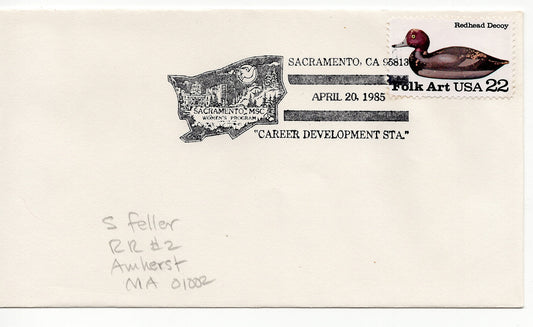 Redhead Decoy
Folk Art USA 22
SACRAMENTO, CA 95813
APRIL 20, 1985
"CAREER DEVELOPMENT STA."
SACRAMENTO, MSC
WOMEN'S PROGRAM
S Feller
RR #2
Amherst
MA 01002